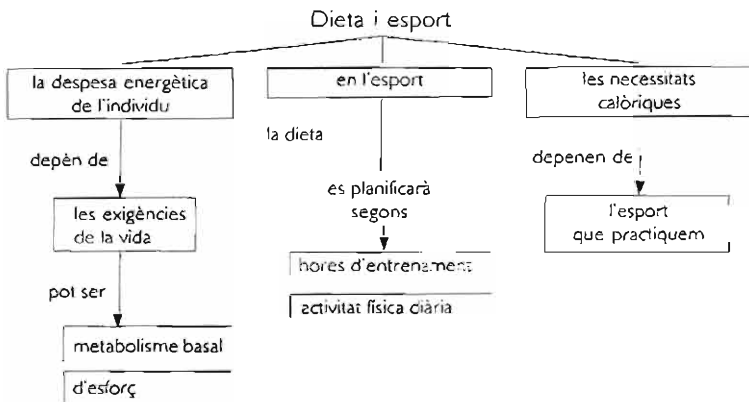 Dieta i esport
la despesa energètica
de l'individu
depèn de
les exigències
de la vida
pot ser
metabolisme basal
d'esforç
en l'esport
la dieta
es planificarà
segons
hores d'entrenament
activitat física diària
les necessitats
calòriques
depenen de
l'esport
que practiquem